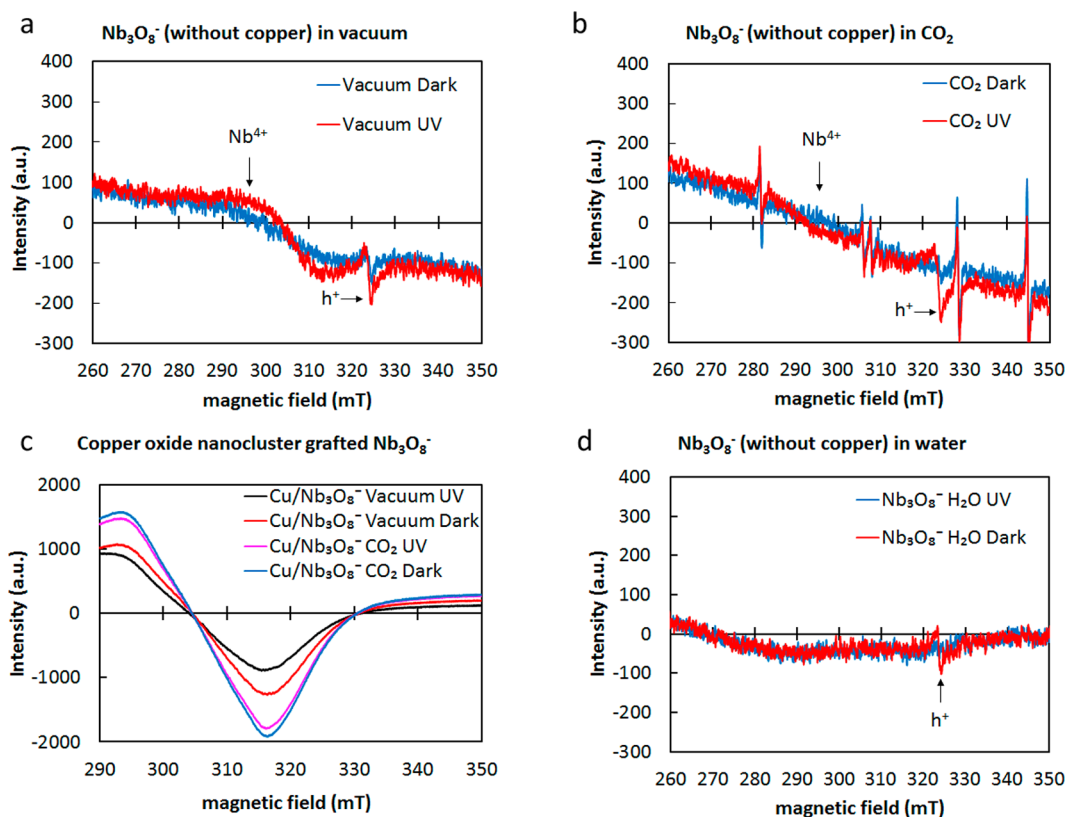 a
Nb₃O₈⁻ (without copper) in vacuum
Intensity (a.u.)
400
300
200
100
0
-100
-200
-300
Vacuum Dark
Vacuum UV
Nb⁴⁺
h⁺
260 270 280 290 300 310 320 330 340 350
magnetic field (mT)
b
Nb₃O₈⁻ (without copper) in CO₂
Intensity (a.u.)
400
300
200
100
0
-100
-200
-300
CO₂ Dark
CO₂ UV
Nb⁴⁺
h⁺
260 270 280 290 300 310 320 330 340 350
magnetic field (mT)
c
Copper oxide nanocluster grafted Nb₃O₈⁻
Intensity (a.u.)
2000
1000
0
-1000
-2000
Cu/Nb₃O₈⁻ Vacuum UV
Cu/Nb₃O₈⁻ Vacuum Dark
Cu/Nb₃O₈⁻ CO₂ UV
Cu/Nb₃O₈⁻ CO₂ Dark
290 300 310 320 330 340 350
magnetic field (mT)
d
Nb₃O₈⁻ (without copper) in water
Intensity (a.u.)
400
300
200
100
0
-100
-200
-300
Nb₃O₈⁻ H2O UV
Nb₃O₈⁻ H2O Dark
h⁺
260 270 280 290 300 310 320 330 340 350
magnetic field (mT)